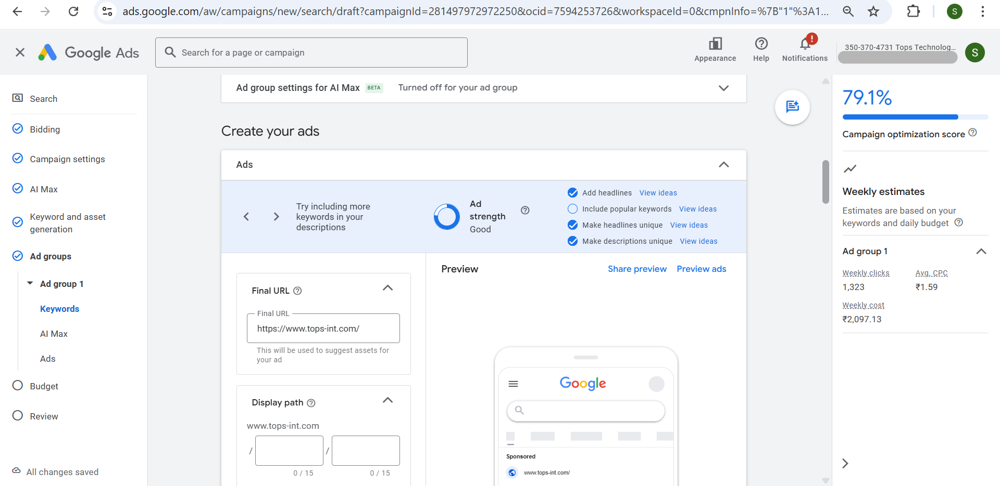 ads.google.com/aw/campaigns/new/search/draft?campaignId=281497972972250&ocid=7594253726&workspaceId=0&cmpnInfo=%7B"1"%3A1...
S
Google Ads
Search for a page or campaign
Appearance
Help
!
Notifications
350-370-4731 Tops Technolog...
S
Search
Bidding
Campaign settings
AI Max
Keyword and asset
generation
Ad groups
Ad group 1
Keywords
AI Max
Ads
Budget
Review
All changes saved
Ad group settings for AI Max BETA Turned off for your ad group
Create your ads
Ads
Try including more
keywords in your
descriptions
Ad
strength
Good
Add headlines View ideas
Include popular keywords View ideas
Make headlines unique View ideas
Make descriptions unique View ideas
Final URL
Final URL
https://www.tops-int.com/
This will be used to suggest assets for
your ad
Display path
www.tops-int.com
/ /
0 / 15 0 / 15
Preview Share preview Preview ads
Google
Sponsored
www.tops-int.com/
79.1%
Campaign optimization score
Weekly estimates
Estimates are based on your
keywords and daily budget
Ad group 1
Weekly clicks Avg. CPC
1,323 ₹1.59
Weekly cost
₹2,097.13